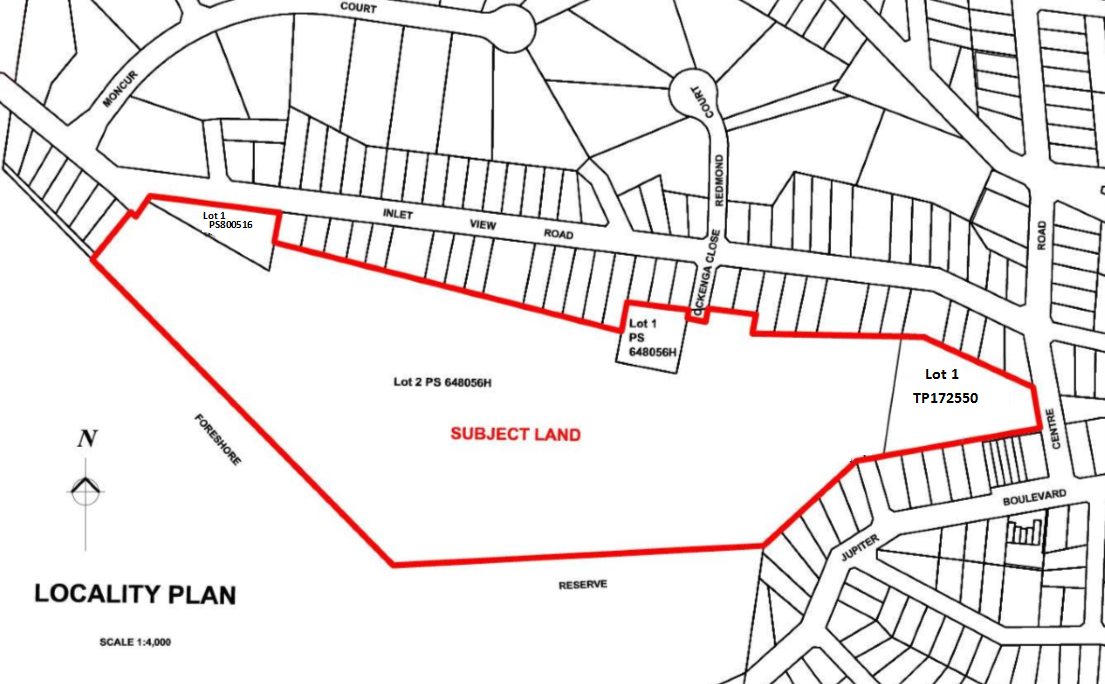 COURT
MONCUR
COURT
REDMOND
Lot 1
PS800516
INLET VIEW ROAD
ROAD
OCKENGA CLOSE
Lot 1
PS
648056H
Lot 1
TP172550
Lot 2 PS 648056H
SUBJECT LAND
FORESHORE
CENTRE
N
BOULEVARD
JUPITER
RESERVE
LOCALITY PLAN
SCALE 1:4,000